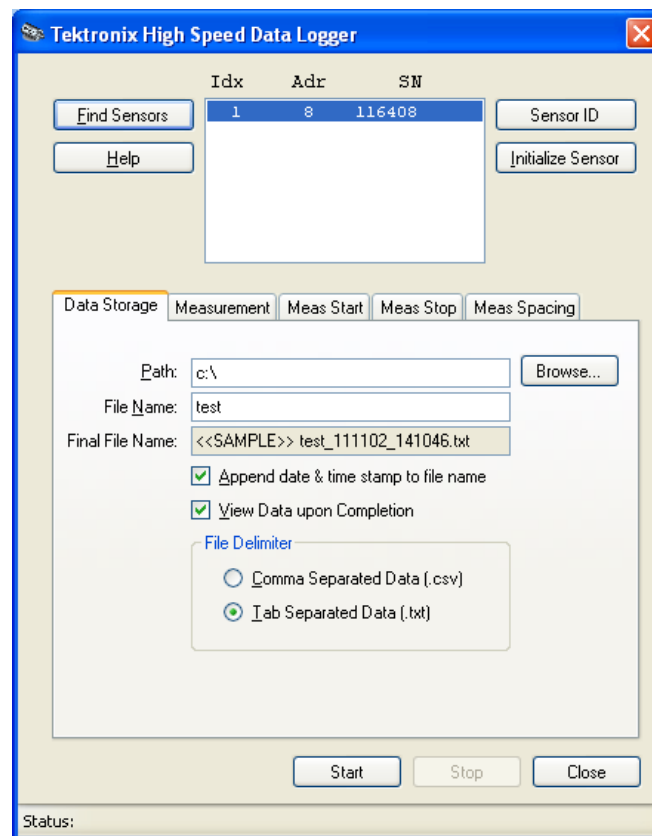 Tektronix High Speed Data Logger
Idx Adr SN
Find Sensors
1 8 116408
Sensor ID
Help
Initialize Sensor
Data Storage Measurement Meas Start Meas Stop Meas Spacing
Path: c:\ Browse...
File Name: test
Final File Name: <<SAMPLE>> test_111102_141046.txt
Append date & time stamp to file name
View Data upon Completion
File Delimiter
Comma Separated Data (.csv)
Tab Separated Data (.txt)
Start Stop Close
Status: